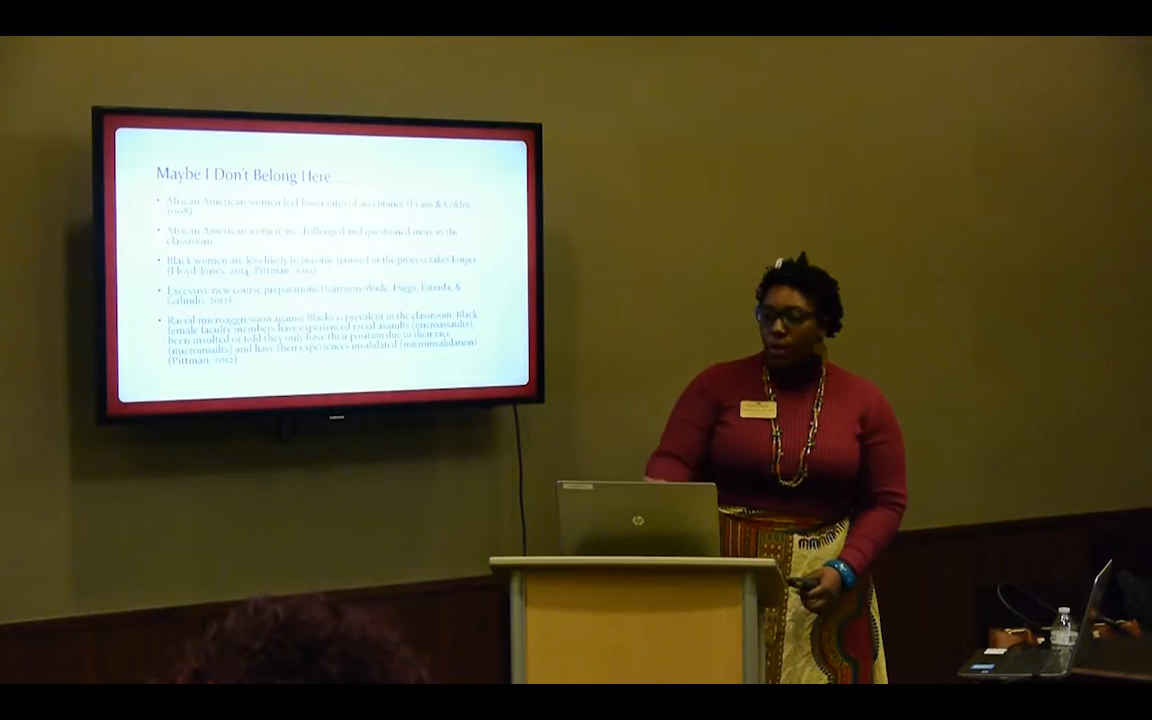 Maybe I Don't Belong Here......
• African American women feel lower rates of acceptance (Evans & Cokley,
2008)
• African American women are challenged and questioned more in the
classroom
• Black women are less likely to become tenured or the process takes longer
(Lloyd-Jones, 2014, Pittman, 2012)
• Excessive new course preparations (Garrison-Wade, Diggs, Estrada, &
Galindo, 2012)
• Racial microaggression against Blacks is prevalent in the classroom. Black
female faculty members have experienced racial assaults (microassaults),
been insulted or told they only have their position due to their race
(microinsults) and have their experiences invalidated (microinvalidation)
(Pittman, 2012)
SAMSUNG
hp